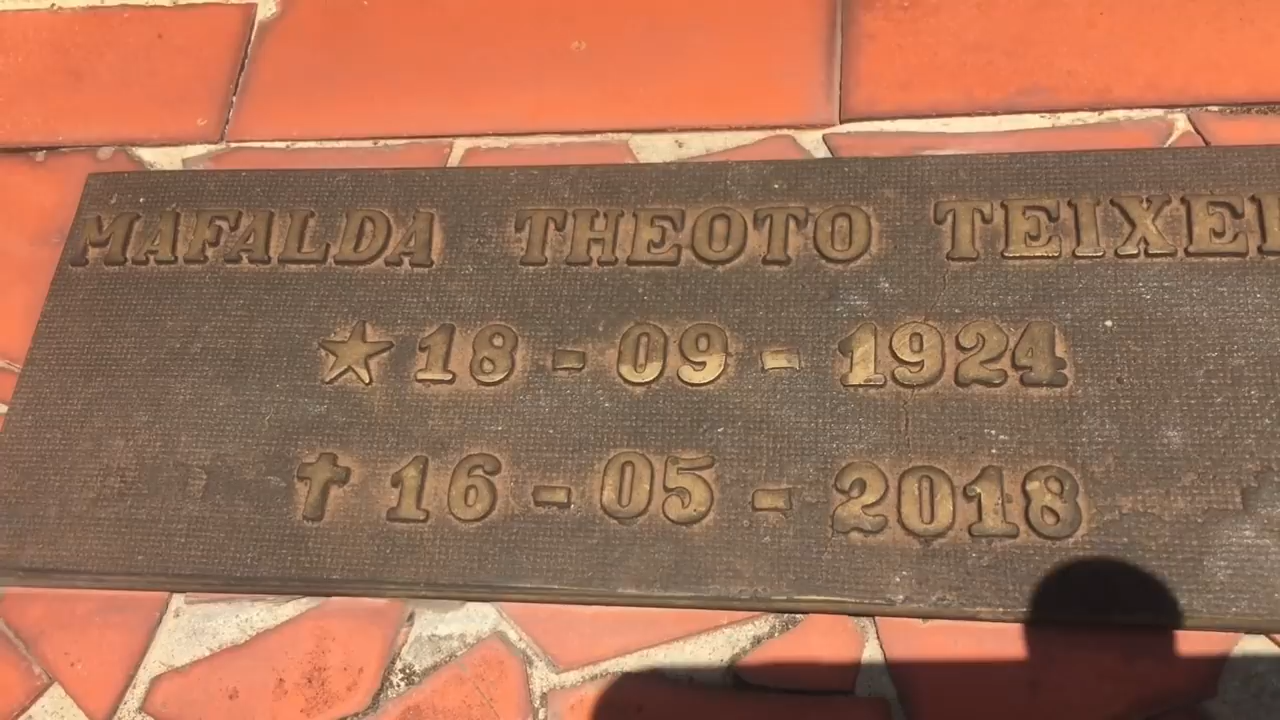 MAFALDA THEOTO
★ 18 - 09 - 1924
✝ 16 - 05 - 2018